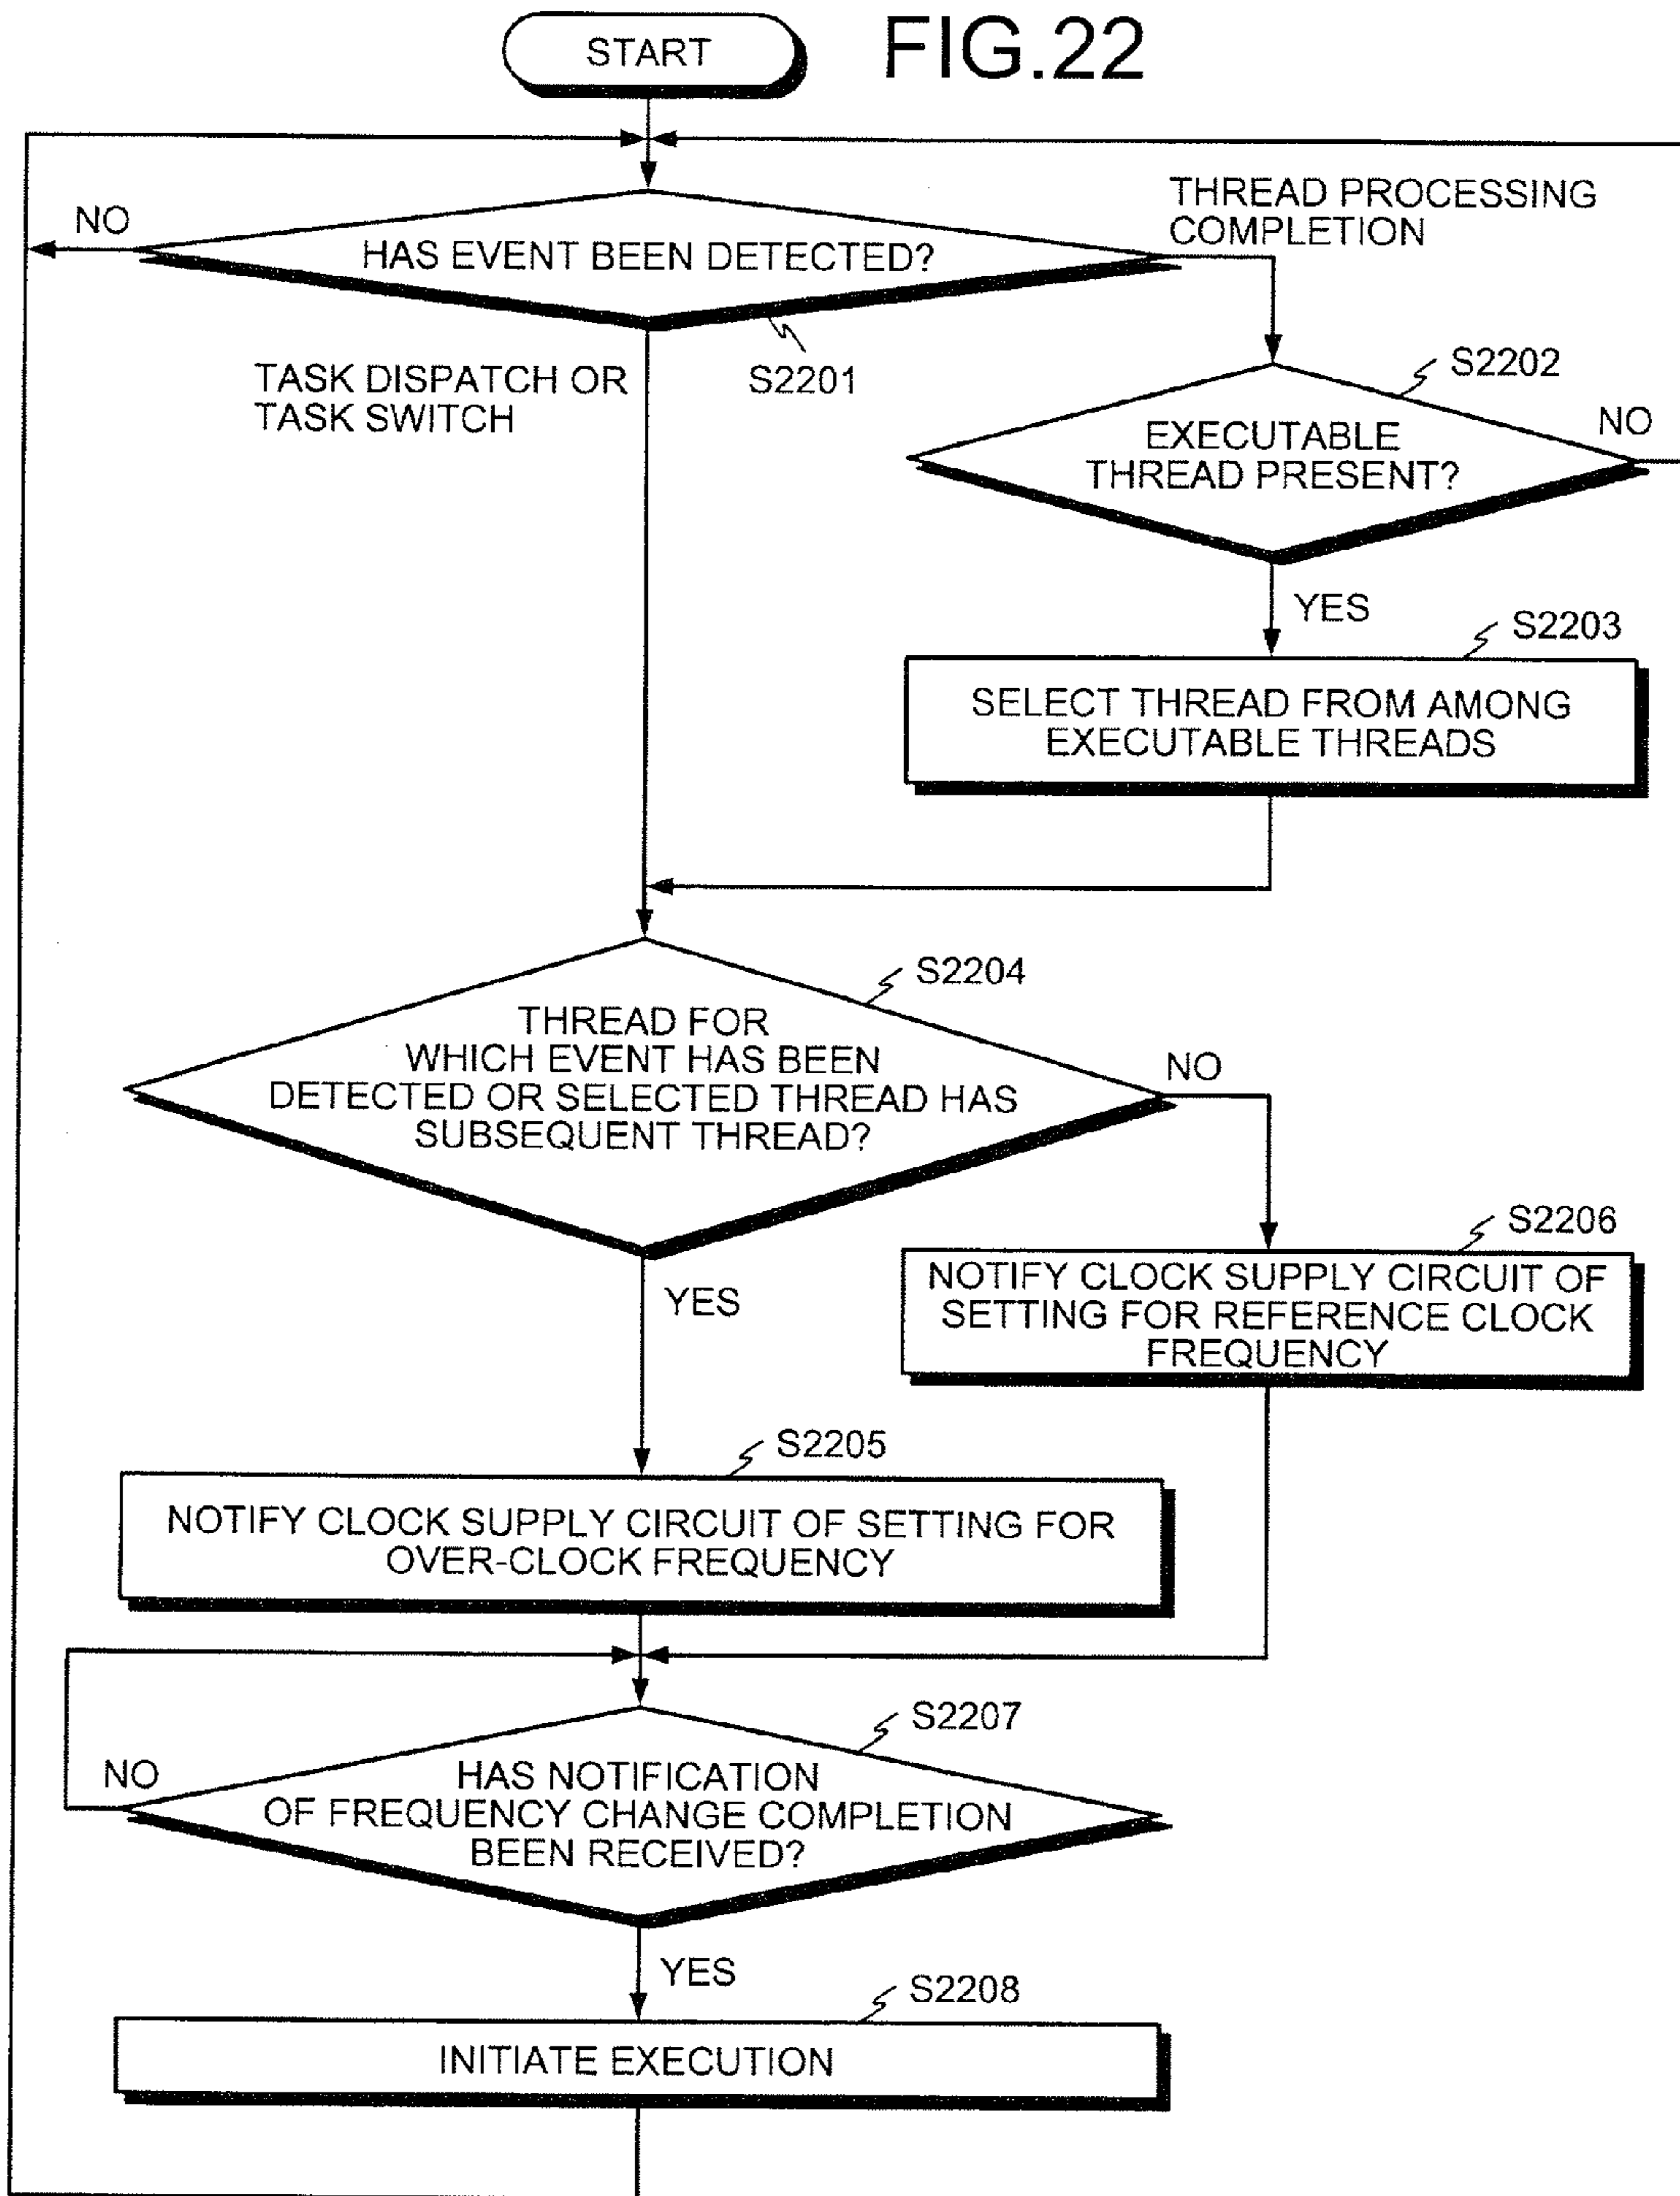 START
FIG.22
NO
HAS EVENT BEEN DETECTED?
THREAD PROCESSING
COMPLETION
TASK DISPATCH OR
TASK SWITCH
S2201
S2202
EXECUTABLE
THREAD PRESENT?
NO
YES
S2203
SELECT THREAD FROM AMONG
EXECUTABLE THREADS
S2204
THREAD FOR
WHICH EVENT HAS BEEN
DETECTED OR SELECTED THREAD HAS
SUBSEQUENT THREAD?
NO
YES
S2206
NOTIFY CLOCK SUPPLY CIRCUIT OF
SETTING FOR REFERENCE CLOCK
FREQUENCY
S2205
NOTIFY CLOCK SUPPLY CIRCUIT OF SETTING FOR
OVER-CLOCK FREQUENCY
S2207
NO
HAS NOTIFICATION
OF FREQUENCY CHANGE COMPLETION
BEEN RECEIVED?
YES
S2208
INITIATE EXECUTION